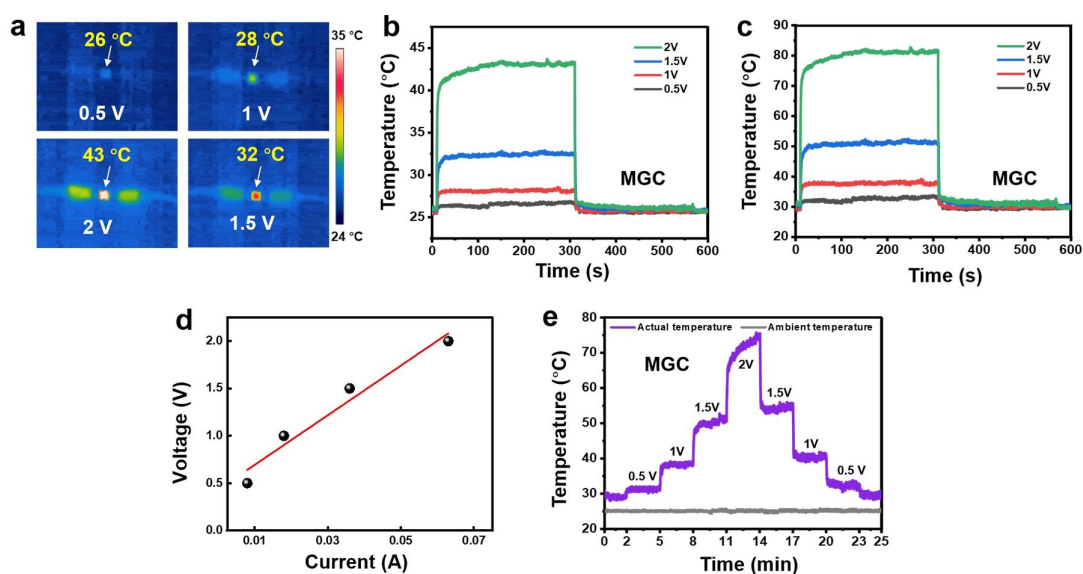 a
26 °C
0.5 V
28 °C
1 V
43 °C
2 V
32 °C
1.5 V
35 °C
24 °C
b
Temperature (°C)
45
40
35
30
25
2V
1.5V
1V
0.5V
MGC
0 100 200 300 400 500 600
Time (s)
c
Temperature (°C)
90
80
70
60
50
40
30
20
2V
1.5V
1V
0.5V
MGC
0 100 200 300 400 500 600
Time (s)
d
Voltage (V)
2.0
1.5
1.0
0.5
0.0
0.01 0.03 0.05 0.07
Current (A)
e
Actual temperature Ambient temperature
Temperature (°C)
80
70
60
50
40
30
20
MGC
0.5 V
1V
1.5V
2V
1.5V
1V
0.5 V
0 2 5 8 11 14 17 20 23 25
Time (min)